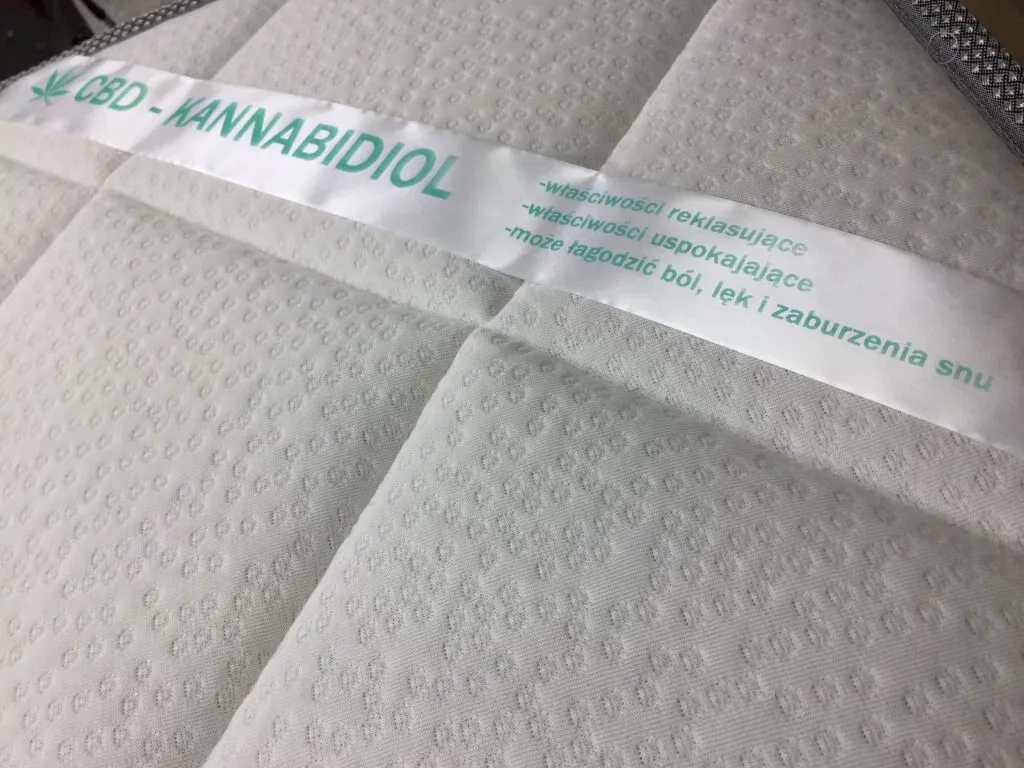 CBD - KANNABIDIOL
-właściwości reklasujące
-właściwości uspokajające
-może łagodzić ból, lęk i zaburzenia snu